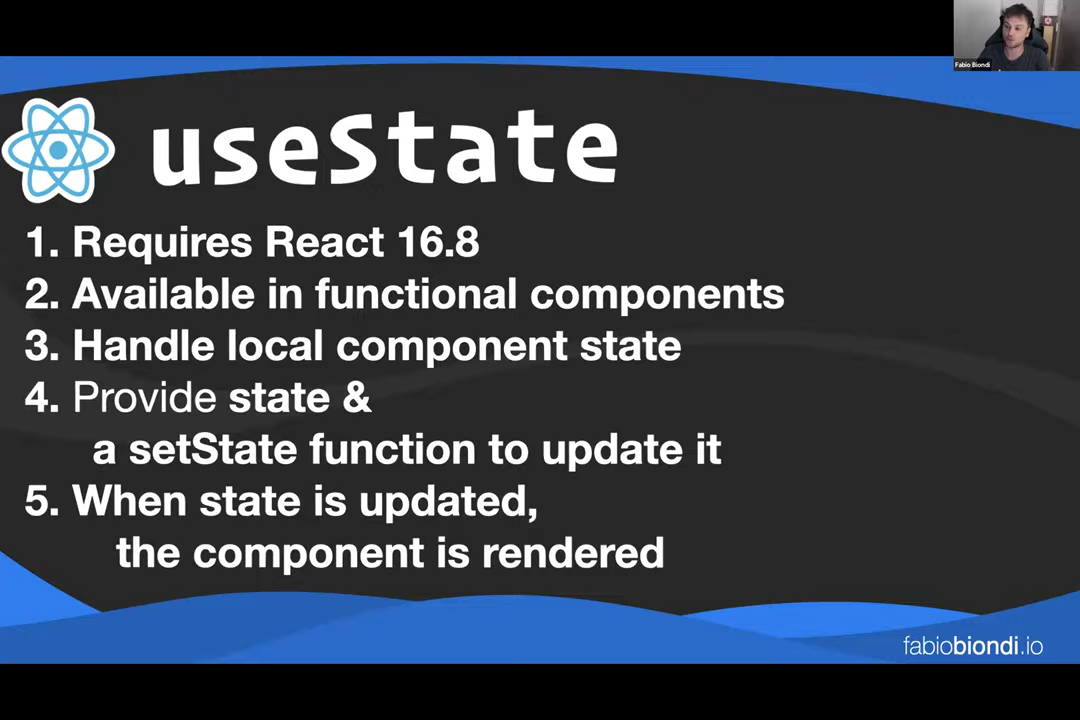 Fabio Biondi
useState
1. Requires React 16.8
2. Available in functional components
3. Handle local component state
4. Provide state &
a setState function to update it
5. When state is updated,
the component is rendered
fabiobiondi.io